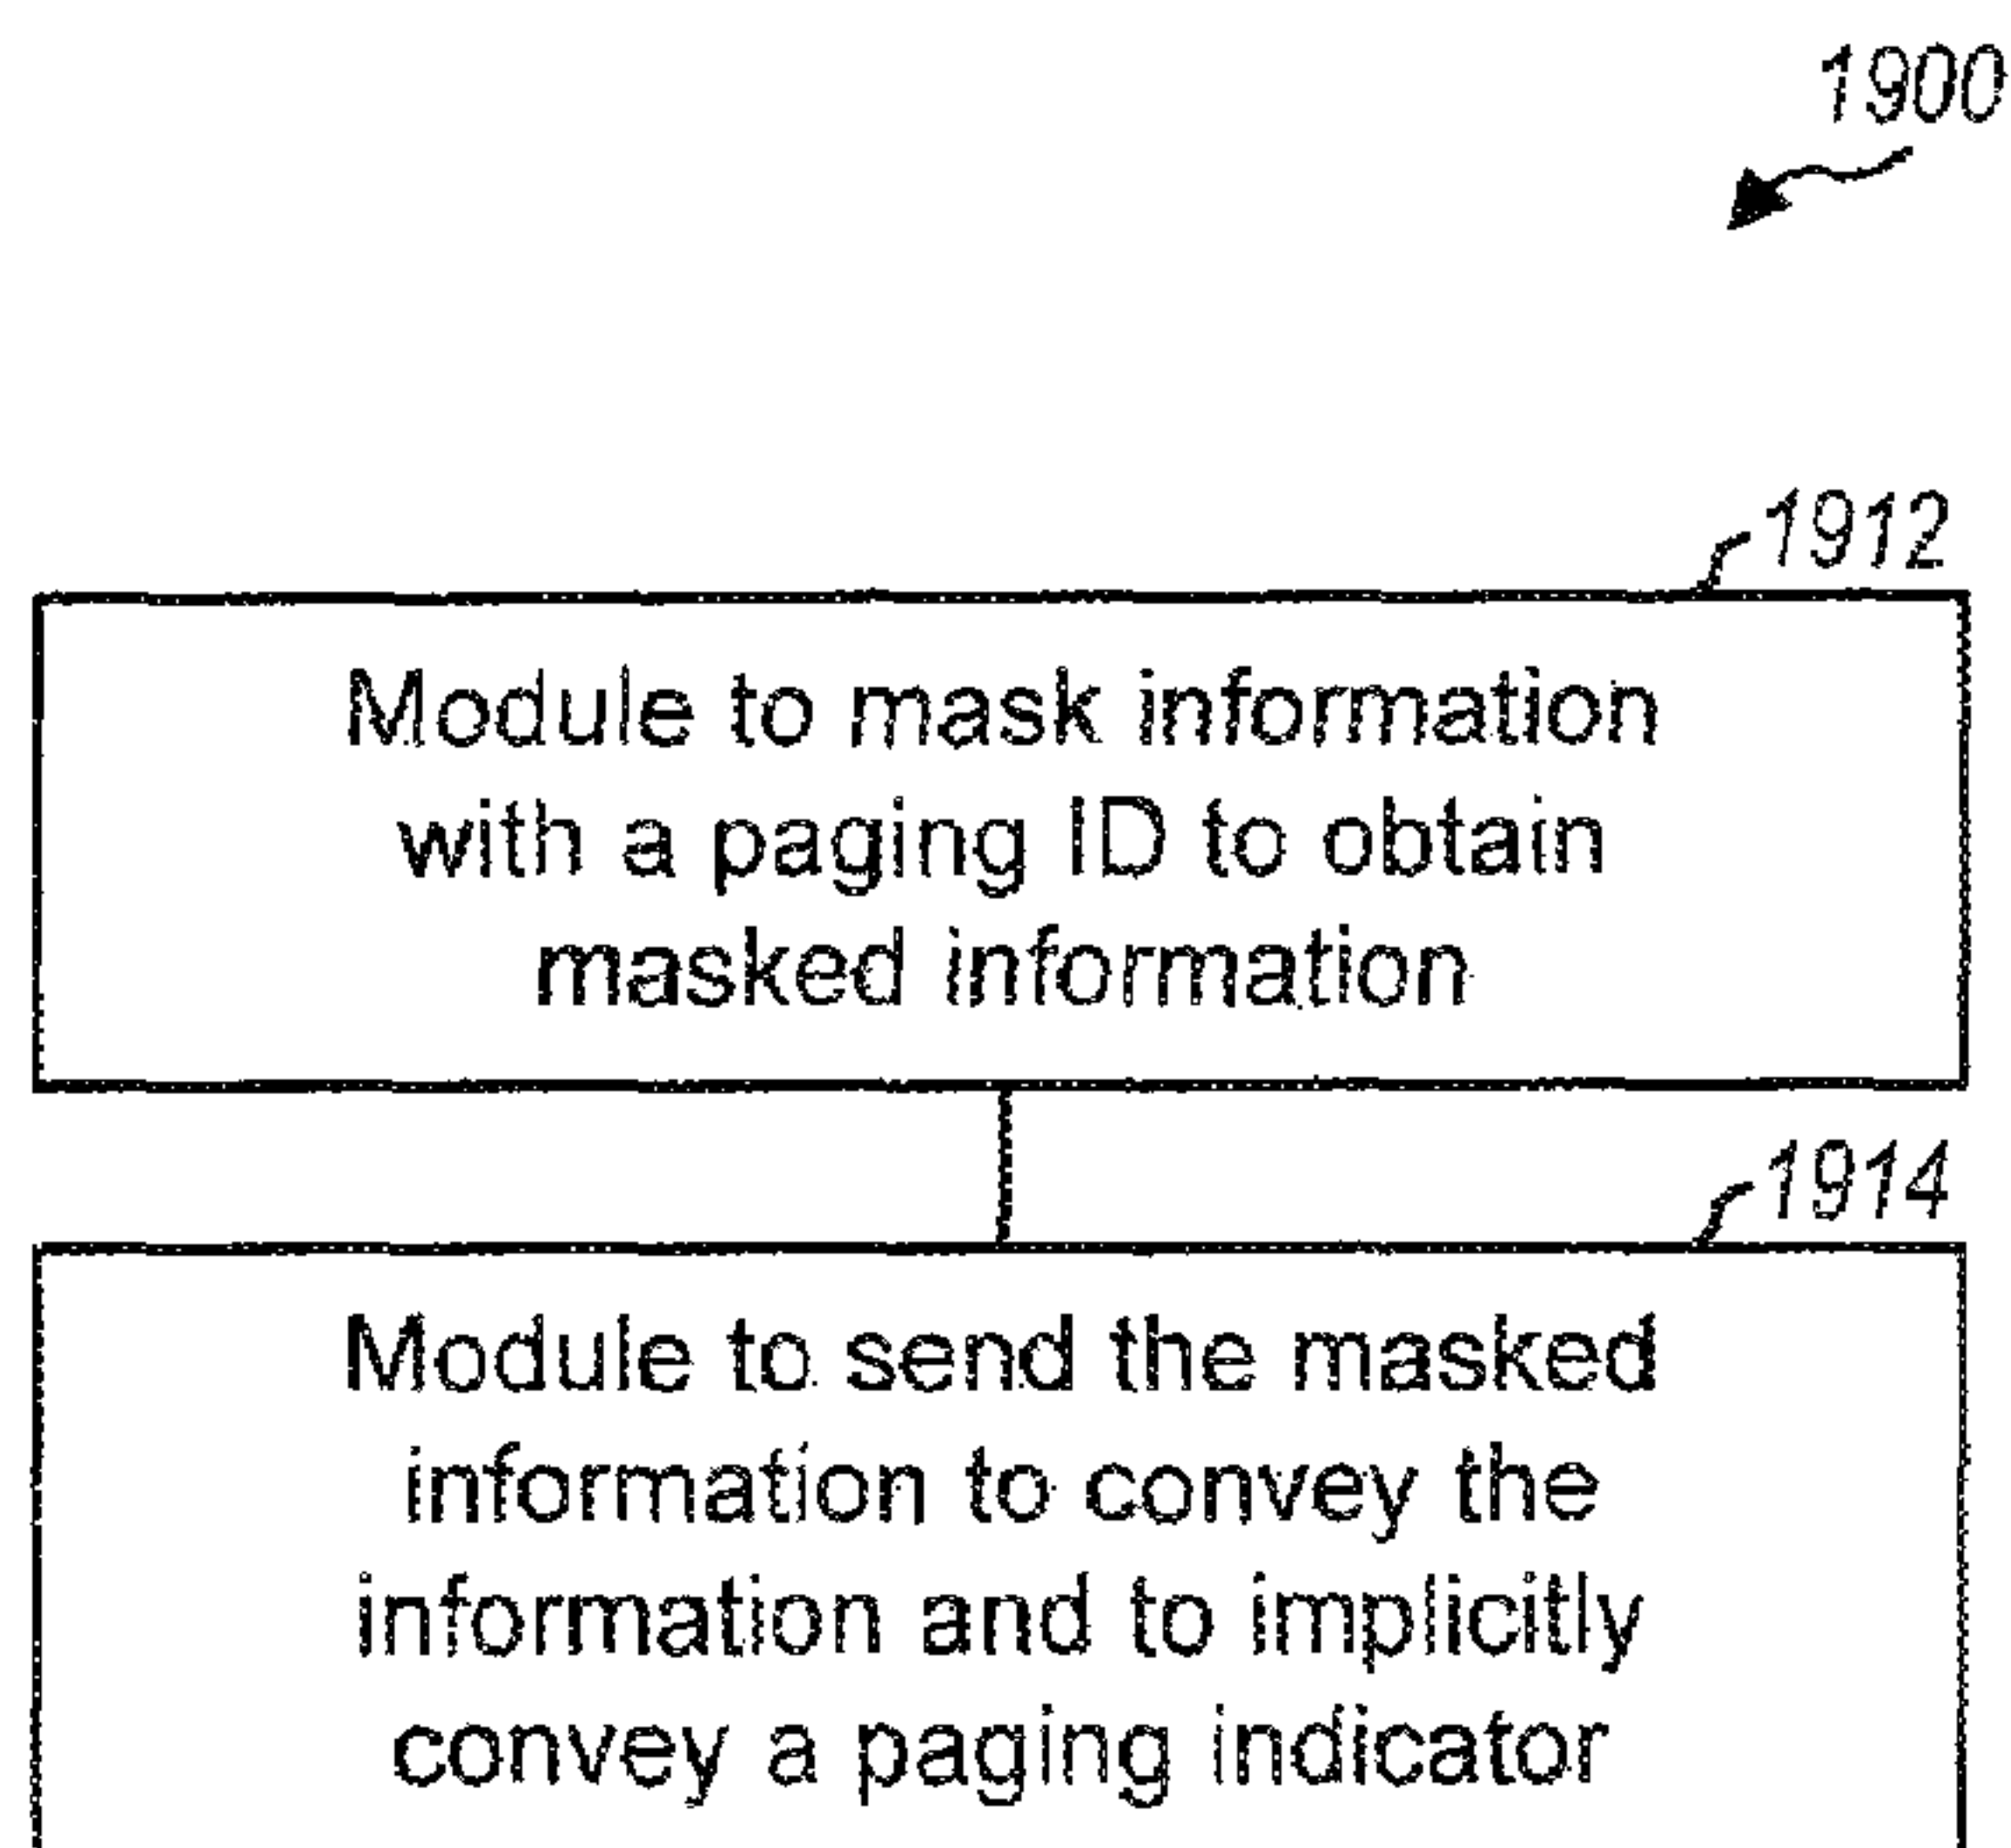 1900
1912
Module to mask information
with a paging ID to obtain
masked information
1914
Module to send the masked
information to convey the
information and to implicitly
convey a paging indicator